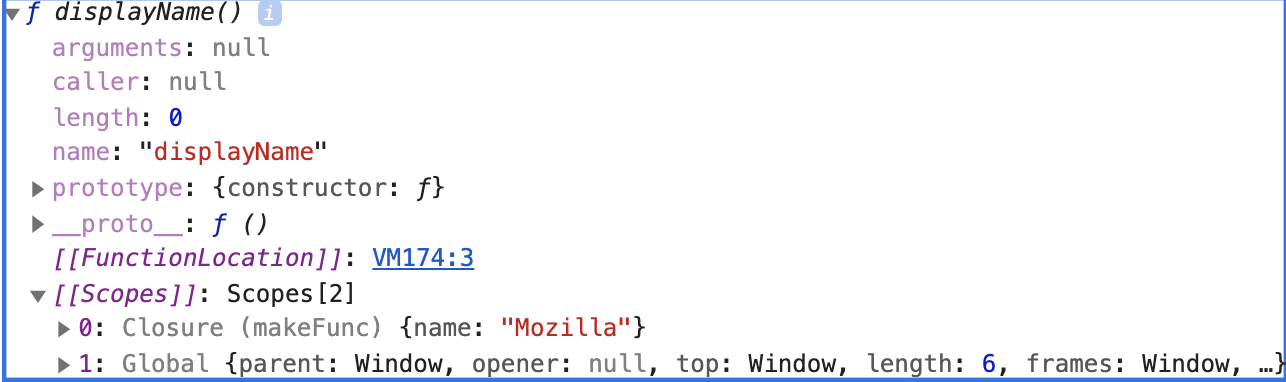 ▼ƒ displayName() i
arguments: null
caller: null
length: 0
name: "displayName"
▶prototype: {constructor: ƒ}
▶__proto__: ƒ ()
[[FunctionLocation]]: VM174:3
▼[[Scopes]]: Scopes[2]
▶0: Closure (makeFunc) {name: "Mozilla"}
▶1: Global {parent: Window, opener: null, top: Window, length: 6, frames: Window, …}